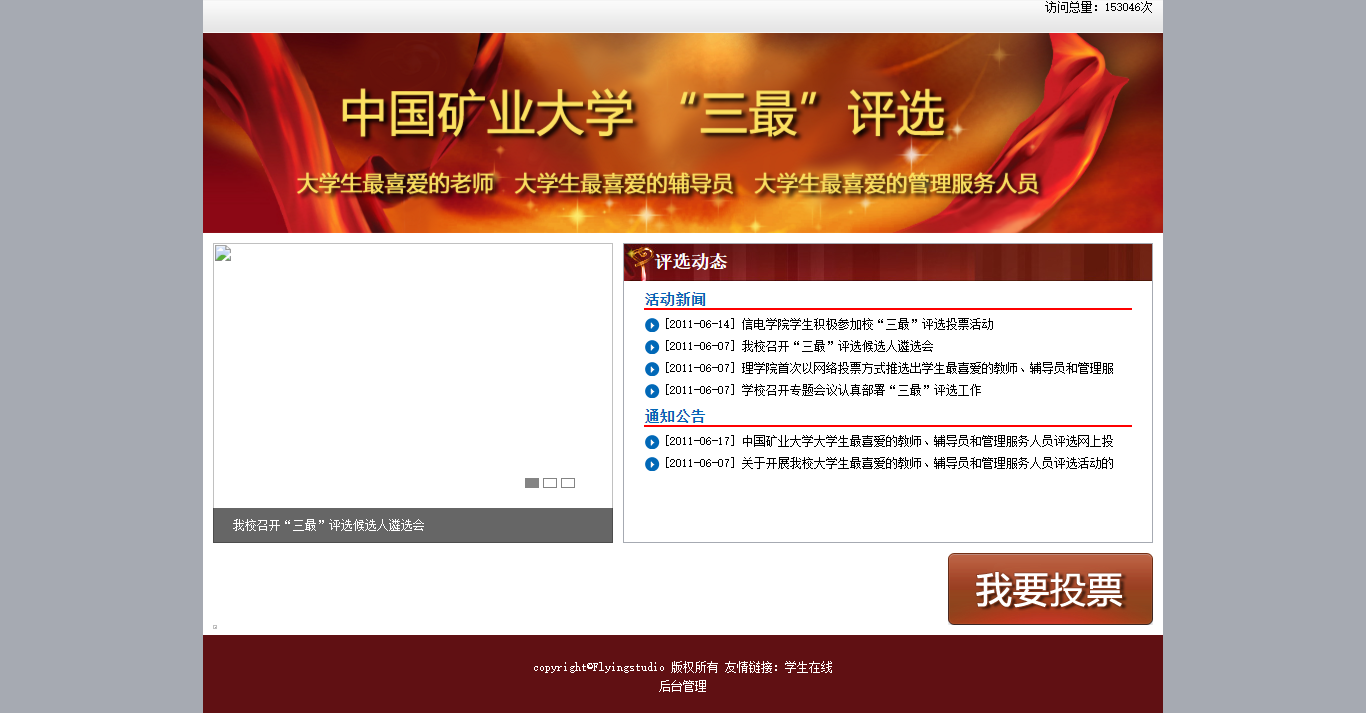 访问总量：153046次
中国矿业大学 “三最” 评选
大学生最喜爱的老师 大学生最喜爱的辅导员 大学生最喜爱的管理服务人员
我校召开“三最”评选候选人遴选会
评选动态
活动新闻
[2011-06-14] 信电学院学生积极参加校“三最”评选投票活动
[2011-06-07] 我校召开“三最”评选候选人遴选会
[2011-06-07] 理学院首次以网络投票方式推选出学生最喜爱的教师、辅导员和管理服
[2011-06-07] 学校召开专题会议认真部署“三最”评选工作
通知公告
[2011-06-17] 中国矿业大学大学生最喜爱的教师、辅导员和管理服务人员评选网上投
[2011-06-07] 关于开展我校大学生最喜爱的教师、辅导员和管理服务人员评选活动的
我要投票
copyright©Flyingstudio 版权所有 友情链接：学生在线
后台管理